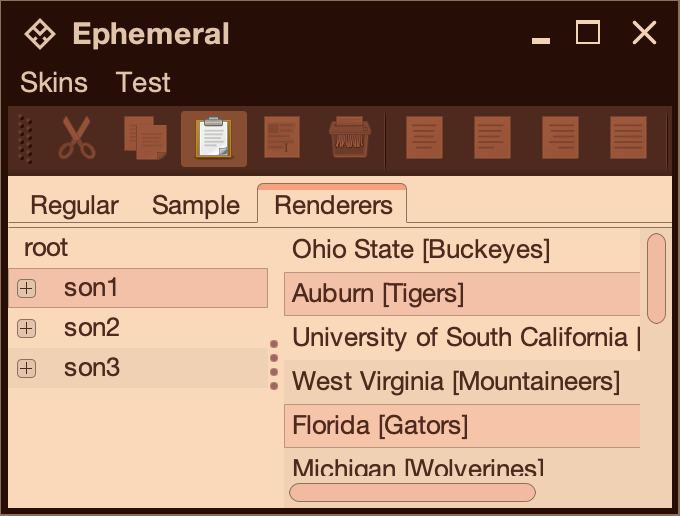 Ephemeral
Skins Test
Regular Sample Renderers
root
son1
son2
son3
Ohio State [Buckeyes]
Auburn [Tigers]
University of South California [
West Virginia [Mountaineers]
Florida [Gators]
Michigan [Wolverines]